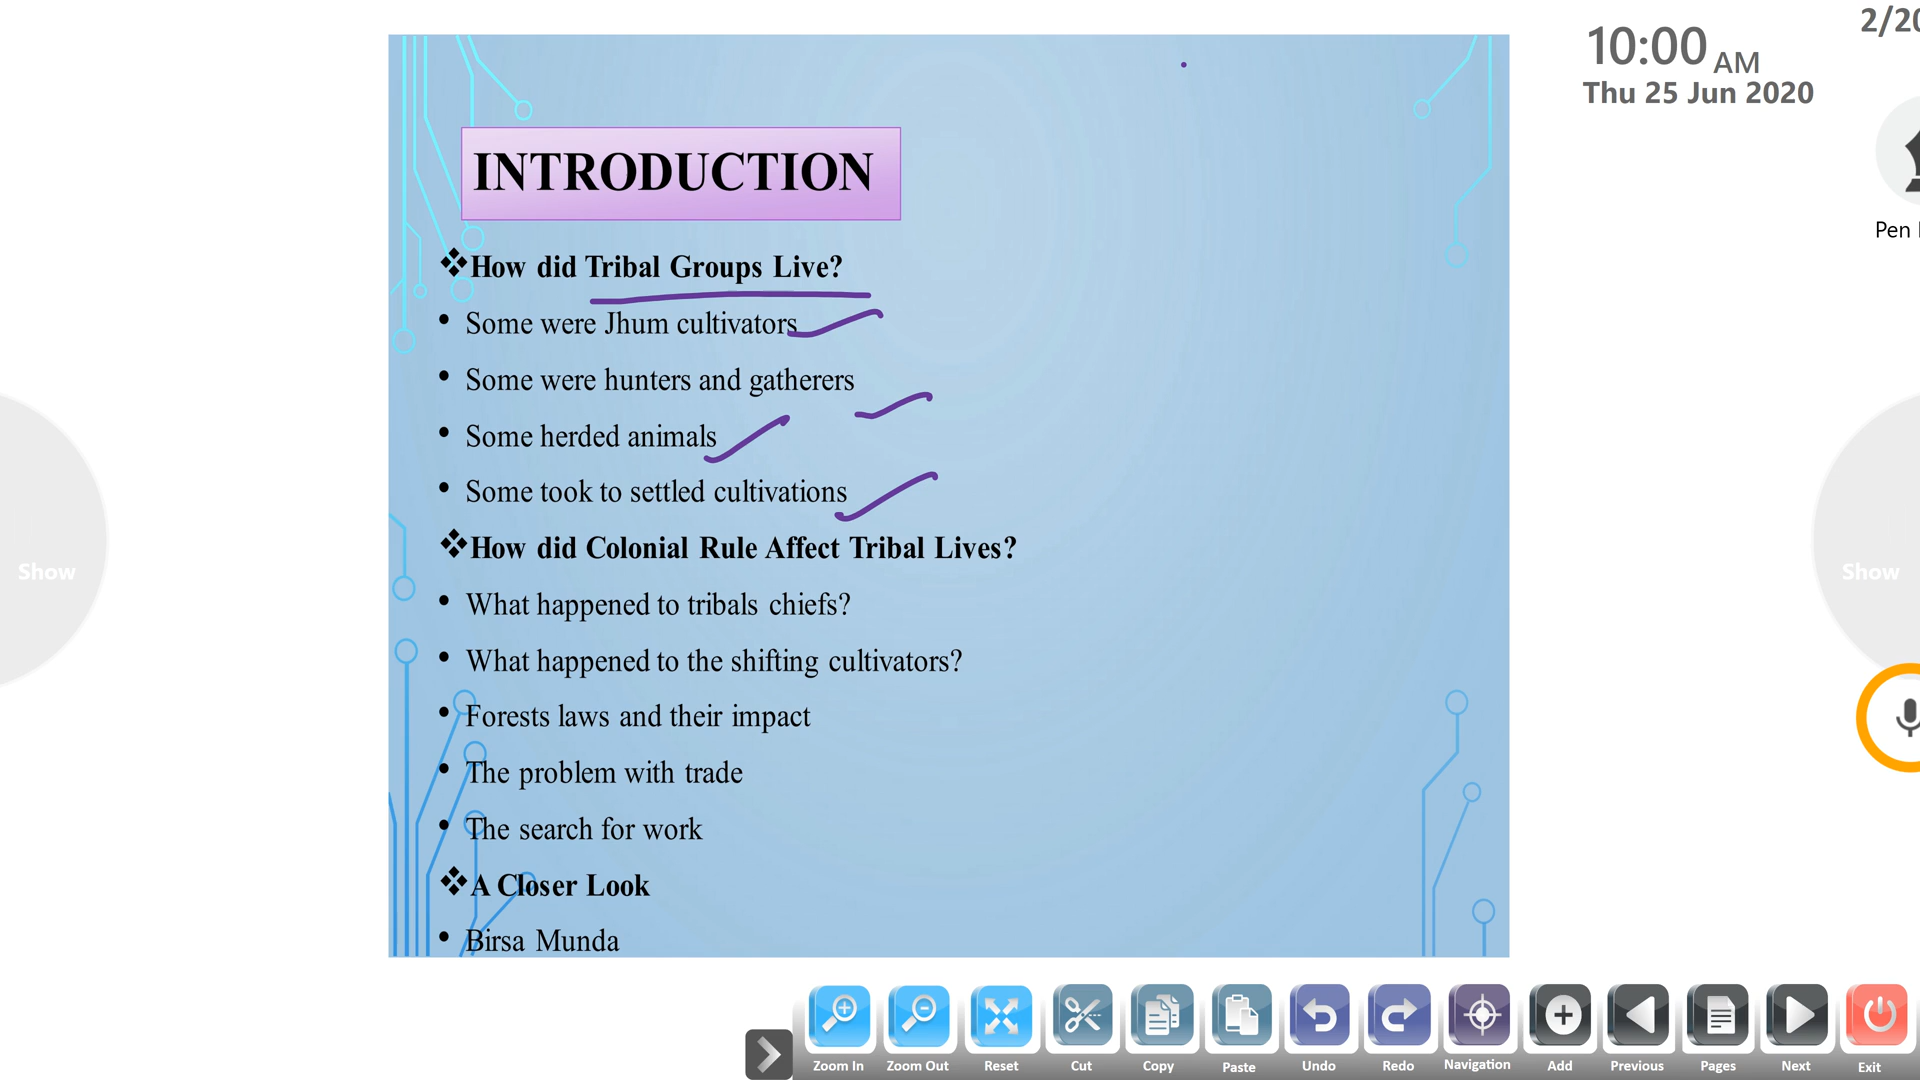 2/20
10:00 AM
Thu 25 Jun 2020
INTRODUCTION
❖How did Tribal Groups Live?
• Some were Jhum cultivators
• Some were hunters and gatherers
• Some herded animals
• Some took to settled cultivations
❖How did Colonial Rule Affect Tribal Lives?
• What happened to tribals chiefs?
• What happened to the shifting cultivators?
• Forests laws and their impact
• The problem with trade
• The search for work
❖A Closer Look
• Birsa Munda
Show
Show
Pen
Zoom In Zoom Out Reset Cut Copy Paste Undo Redo Navigation Add Previous Pages Next Exit